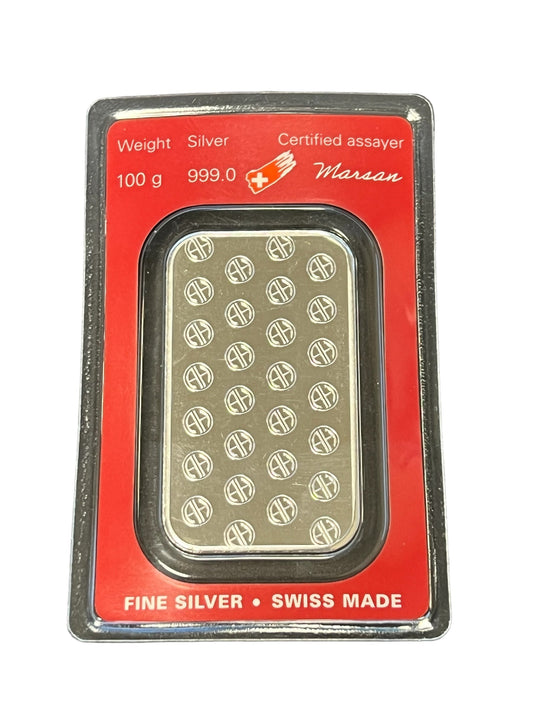 Weight Silver Certified assayer
100 g 999.0 Marsan
FINE SILVER • SWISS MADE